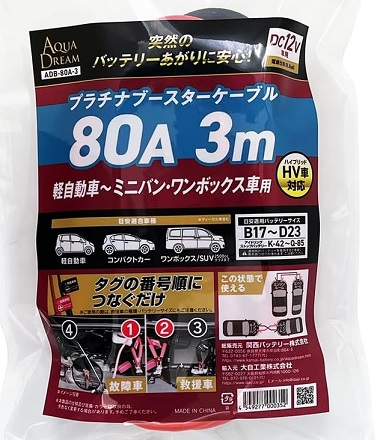 AQUA DREAM
ADB-80A-3
突然の
バッテリーあがりに安心!
DC12V
プラチナブースターケーブル
80A 3m
軽自動車～ミニバン・ワンボックス車用
ハイブリッド
HV車
対応
目安適合車種
軽自動車
コンパクトカー
ワンボックス/SUV
目安適用バッテリーサイズ
B17～D23
アイドリング
ストップバッテリー K-42～Q-85
タグの番号順に
つなぐだけ
この状態で
使える
④ ① ② ③
故障車 救援車
総販売元 関西バッテリー株式会社
輸入元 大自工業株式会社
MADE IN CHINA
4 549277 000352